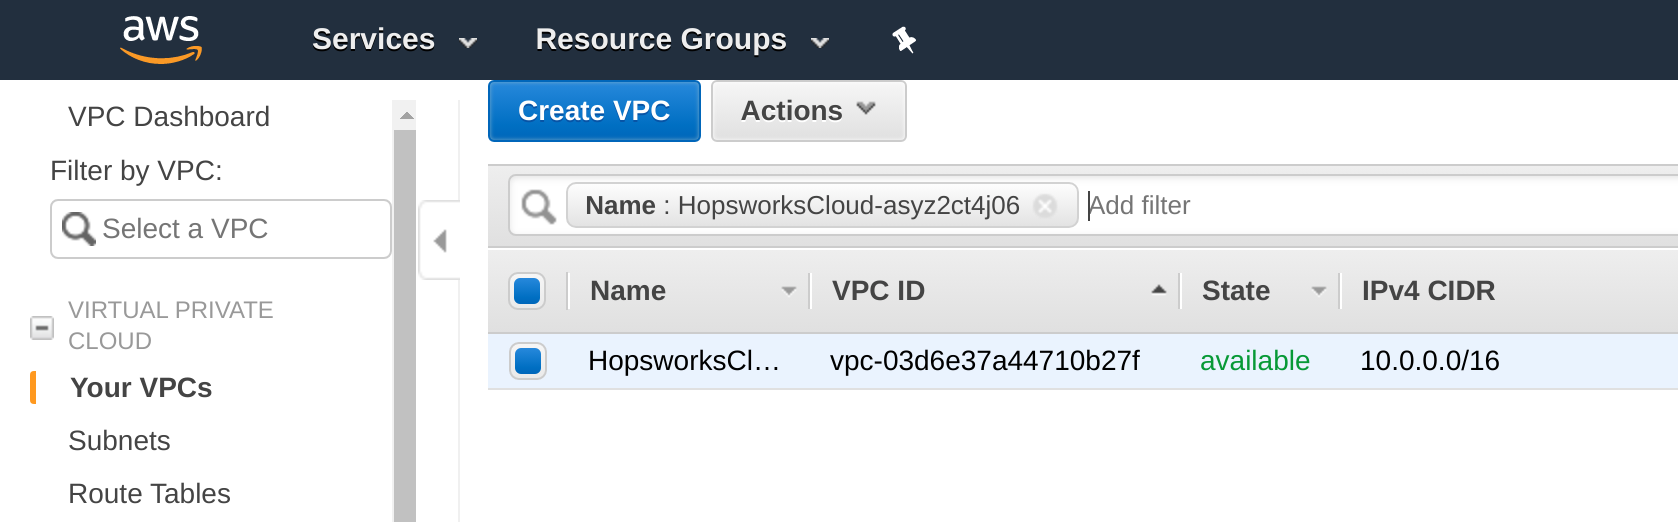 aws Services Resource Groups
VPC Dashboard
Filter by VPC:
Select a VPC
VIRTUAL PRIVATE
CLOUD
Your VPCs
Subnets
Route Tables
Create VPC Actions
Name : HopsworksCloud-asyz2ct4j06 Add filter
Name VPC ID State IPv4 CIDR
HopsworksCl... vpc-03d6e37a44710b27f available 10.0.0.0/16